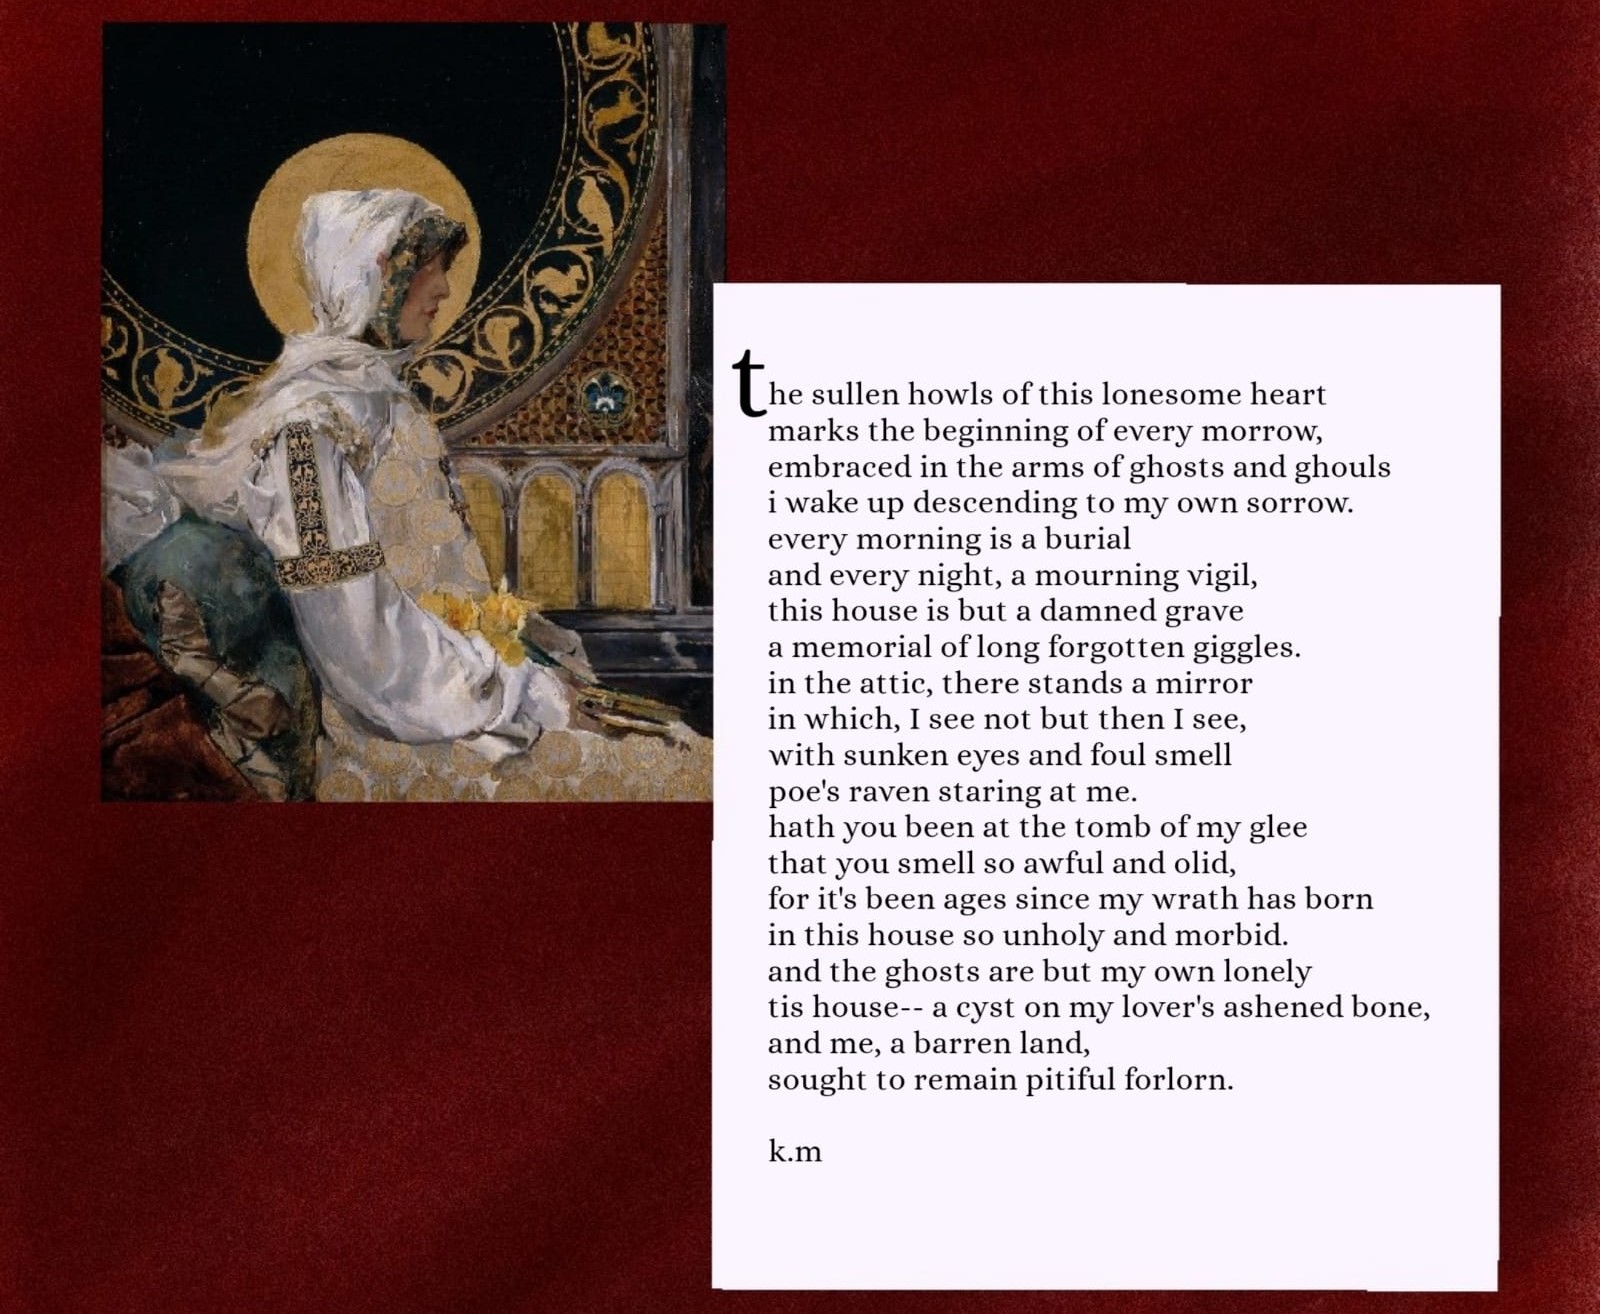 the sullen howls of this lonesome heart
marks the beginning of every morrow,
embraced in the arms of ghosts and ghouls
i wake up descending to my own sorrow.
every morning is a burial
and every night, a mourning vigil,
this house is but a damned grave
a memorial of long forgotten giggles.
in the attic, there stands a mirror
in which, I see not but then I see,
with sunken eyes and foul smell
poe's raven staring at me.
hath you been at the tomb of my glee
that you smell so awful and olid,
for it's been ages since my wrath has born
in this house so unholy and morbid.
and the ghosts are but my own lonely
tis house-- a cyst on my lover's ashened bone,
and me, a barren land,
sought to remain pitiful forlorn.
k.m